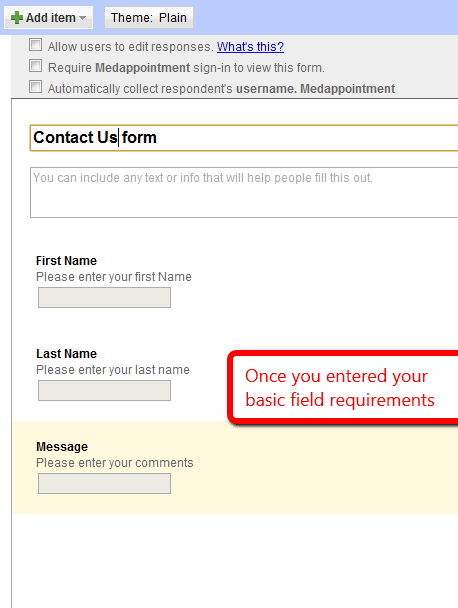 Add item Theme: Plain
Allow users to edit responses. What's this?
Require Medappointment sign-in to view this form.
Automatically collect respondent's username. Medappointment
Contact Us form
You can include any text or info that will help people fill this out.
First Name
Please enter your first Name
Last Name
Please enter your last name
Once you entered your
basic field requirements
Message
Please enter your comments